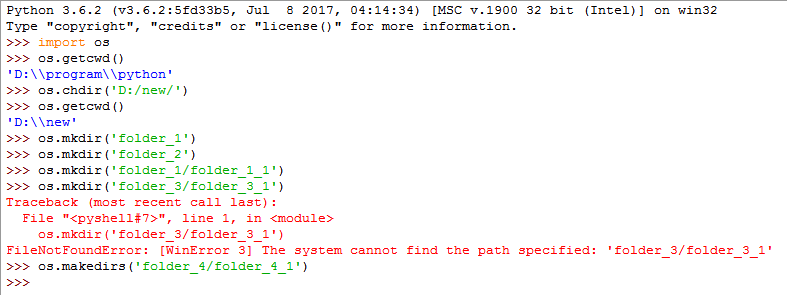 Python 3.6.2 (v3.6.2:5fd33b5, Jul  8 2017, 04:14:34) [MSC v.1900 32 bit (Intel)] on win32
Type "copyright", "credits" or "license()" for more information.
>>> import os
>>> os.getcwd()
'D:\\program\\python'
>>> os.chdir('D:/new/')
>>> os.getcwd()
'D:\\new'
>>> os.mkdir('folder_1')
>>> os.mkdir('folder_2')
>>> os.mkdir('folder_1/folder_1_1')
>>> os.mkdir('folder_3/folder_3_1')
Traceback (most recent call last):
  File "<pyshell#7>", line 1, in <module>
    os.mkdir('folder_3/folder_3_1')
FileNotFoundError: [WinError 3] The system cannot find the path specified: 'folder_3/folder_3_1'
>>> os.makedirs('folder_4/folder_4_1')
>>>